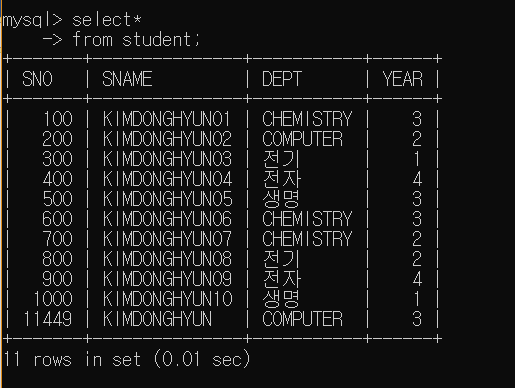 mysql> select*
    -> from student;
+-------+----------------+-----------+------+
| SNO   | SNAME          | DEPT      | YEAR |
+-------+----------------+-----------+------+
|   100 | KIMDONGHYUN01  | CHEMISTRY |    3 |
|   200 | KIMDONGHYUN02  | COMPUTER  |    2 |
|   300 | KIMDONGHYUN03  | 전기      |    1 |
|   400 | KIMDONGHYUN04  | 전자      |    4 |
|   500 | KIMDONGHYUN05  | 생명      |    3 |
|   600 | KIMDONGHYUN06  | CHEMISTRY |    3 |
|   700 | KIMDONGHYUN07  | CHEMISTRY |    2 |
|   800 | KIMDONGHYUN08  | 전기      |    2 |
|   900 | KIMDONGHYUN09  | 전자      |    4 |
|  1000 | KIMDONGHYUN10  | 생명      |    1 |
| 11449 | KIMDONGHYUN    | COMPUTER  |    3 |
+-------+----------------+-----------+------+
11 rows in set (0.01 sec)